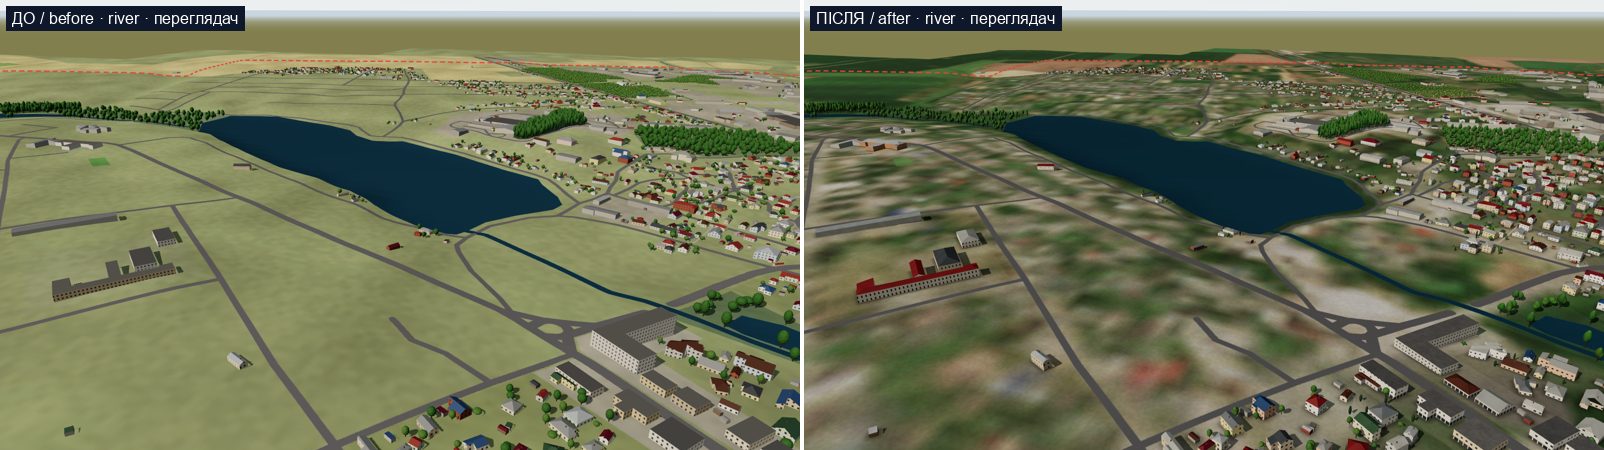 ДО / before · river · переглядач
ПІСЛЯ / after · river · переглядач